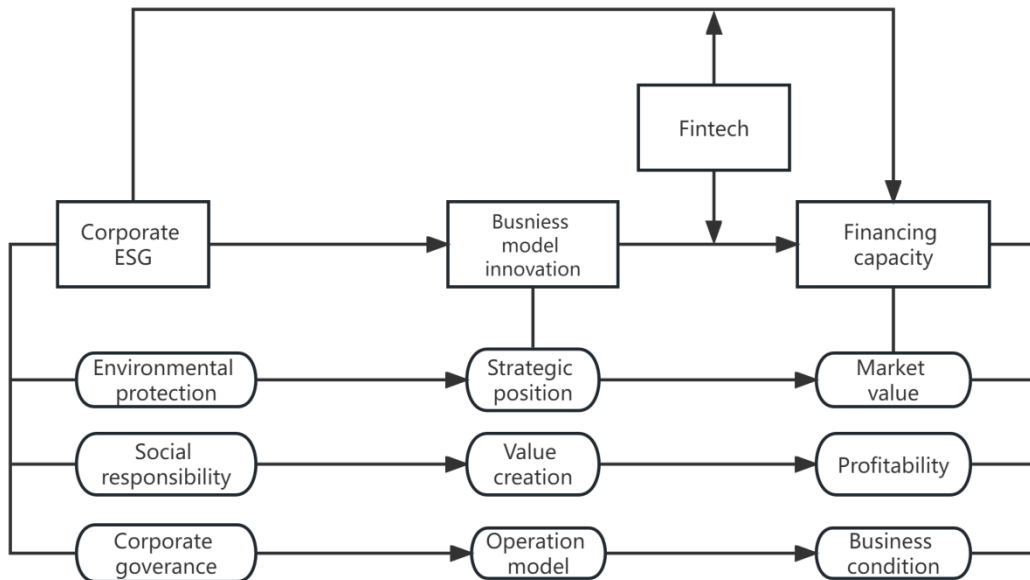 Fintech
Corporate
ESG
Busniess
model
innovation
Financing
capacity
Environmental
protection
Strategic
position
Market
value
Social
responsibility
Value
creation
Profitability
Corporate
goverance
Operation
model
Business
condition